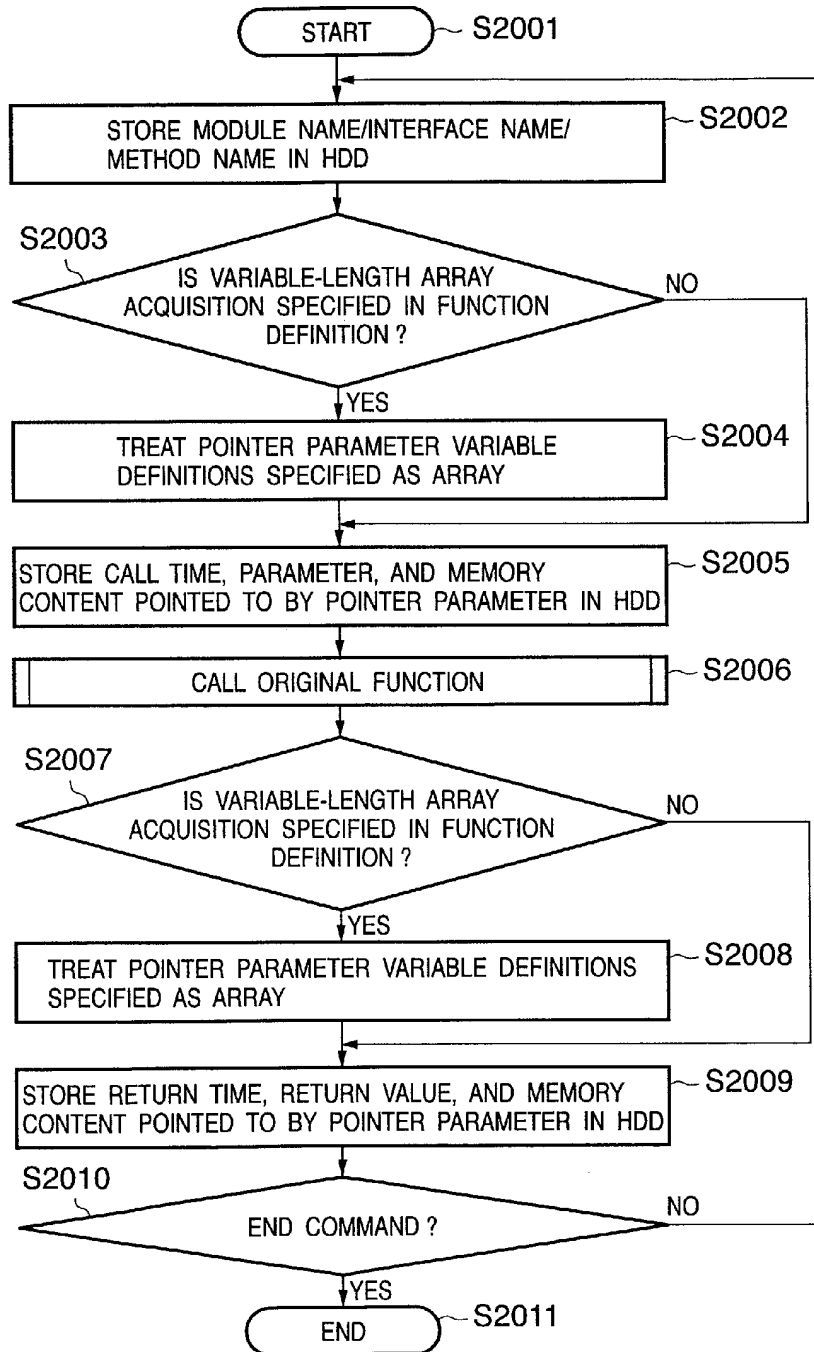 START
S2001
STORE MODULE NAME/INTERFACE NAME/
METHOD NAME IN HDD
S2002
S2003
IS VARIABLE-LENGTH ARRAY
ACQUISITION SPECIFIED IN FUNCTION
DEFINITION ?
NO
YES
TREAT POINTER PARAMETER VARIABLE
DEFINITIONS SPECIFIED AS ARRAY
S2004
STORE CALL TIME, PARAMETER, AND MEMORY
CONTENT POINTED TO BY POINTER PARAMETER IN HDD
S2005
CALL ORIGINAL FUNCTION
S2006
S2007
IS VARIABLE-LENGTH ARRAY
ACQUISITION SPECIFIED IN FUNCTION
DEFINITION ?
NO
YES
TREAT POINTER PARAMETER VARIABLE DEFINITIONS
SPECIFIED AS ARRAY
S2008
STORE RETURN TIME, RETURN VALUE, AND MEMORY
CONTENT POINTED TO BY POINTER PARAMETER IN HDD
S2009
S2010
END COMMAND ?
NO
YES
END
S2011